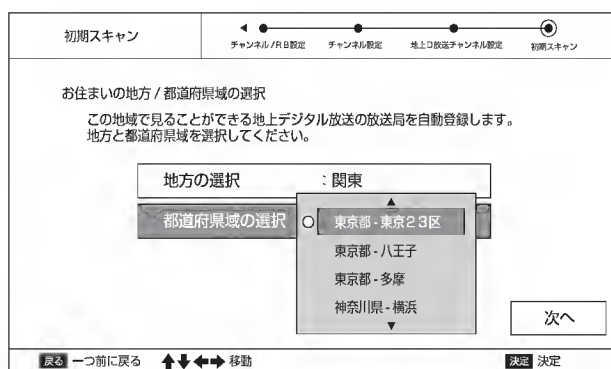 初期スキャン
チャンネル/RB設定 チャンネル設定 地上D放送チャンネル設定 初期スキャン
お住まいの地方/都道府県域の選択
この地域で見ることができる地上デジタル放送の放送局を自動登録します。
地方と都道府県域を選択してください。
地方の選択 :関東
都道府県域の選択 東京都-東京23区
東京都-八王子
東京都-多摩
神奈川県-横浜
次へ
戻る 一つ前に戻る 移動 決定 決定